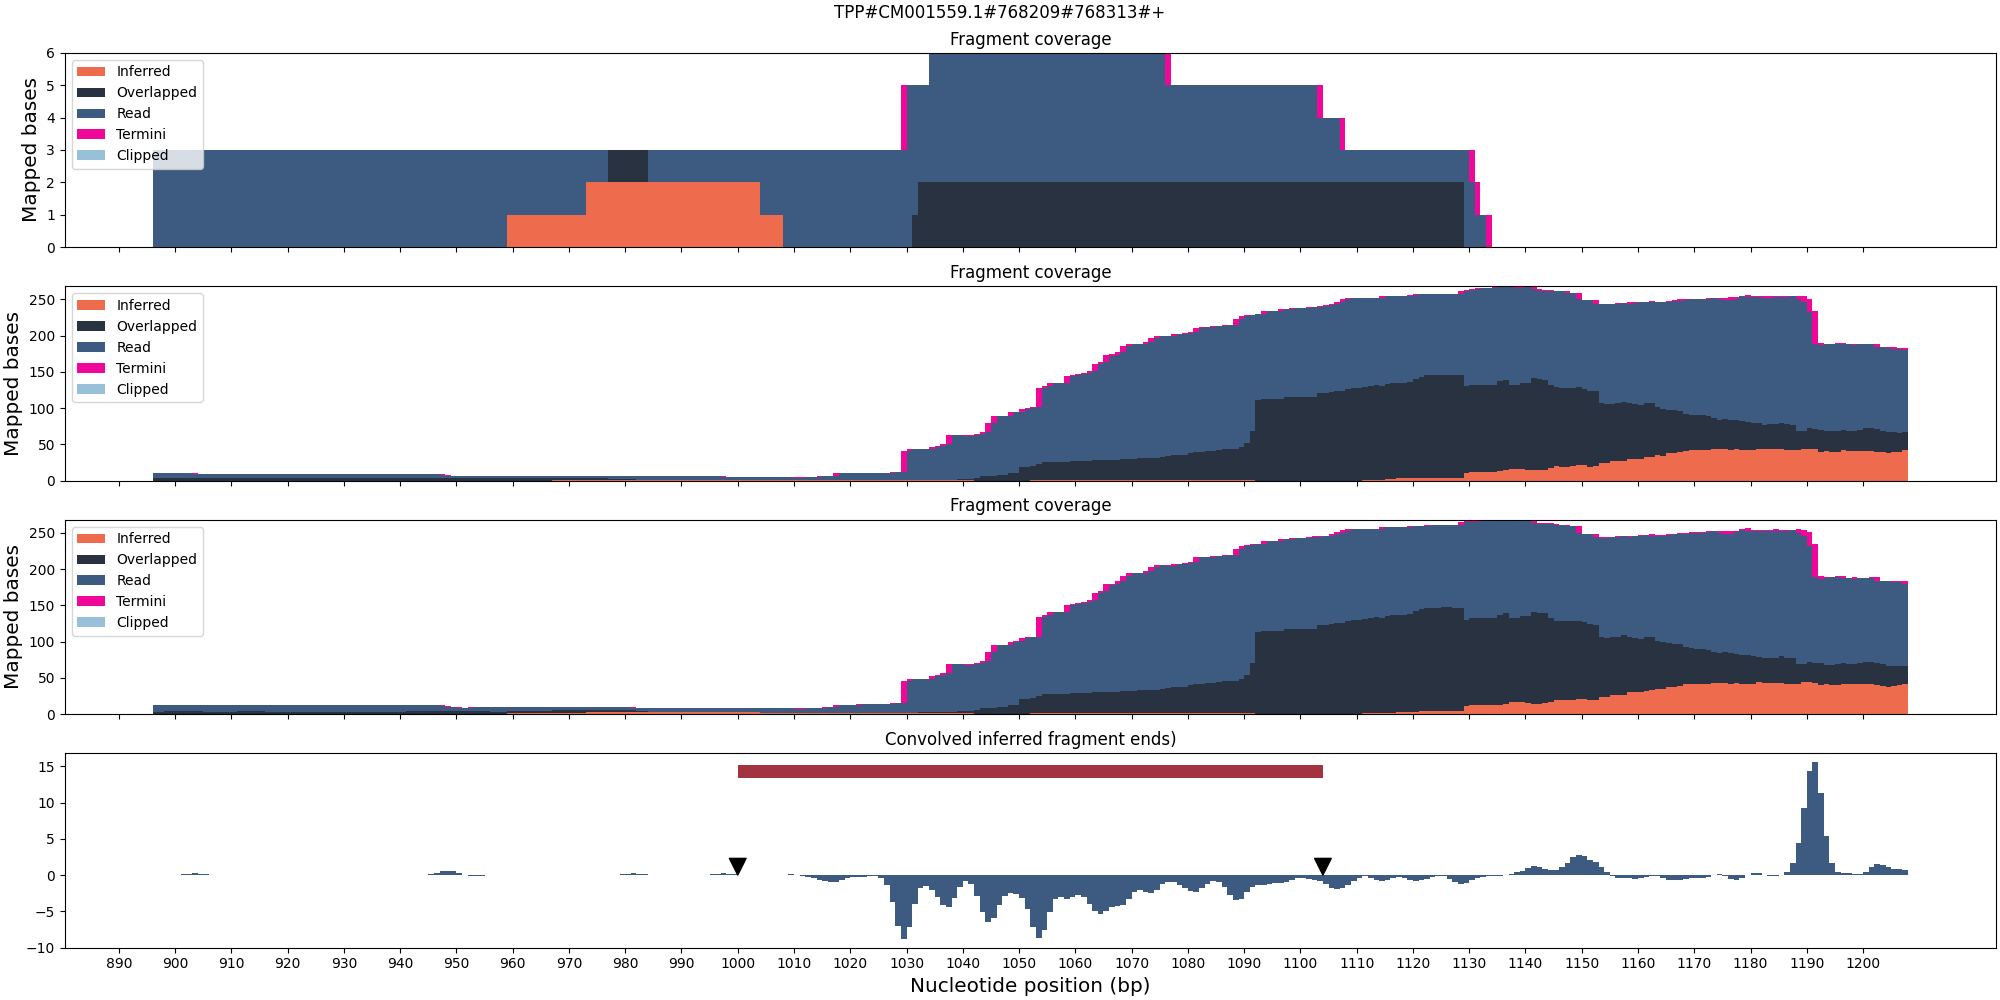 TPP#CM001559.1#768209#768313#+
Fragment coverage
Mapped bases
6
5
4
3
2
1
0
Inferred
Overlapped
Read
Termini
Clipped
Fragment coverage
Mapped bases
250
200
150
100
50
0
Inferred
Overlapped
Read
Termini
Clipped
Fragment coverage
Mapped bases
250
200
150
100
50
0
Inferred
Overlapped
Read
Termini
Clipped
Convolved inferred fragment ends)
15
10
5
0
−5
−10
890 900 910 920 930 940 950 960 970 980 990 1000 1010 1020 1030 1040 1050 1060 1070 1080 1090 1100 1110 1120 1130 1140 1150 1160 1170 1180 1190 1200
Nucleotide position (bp)